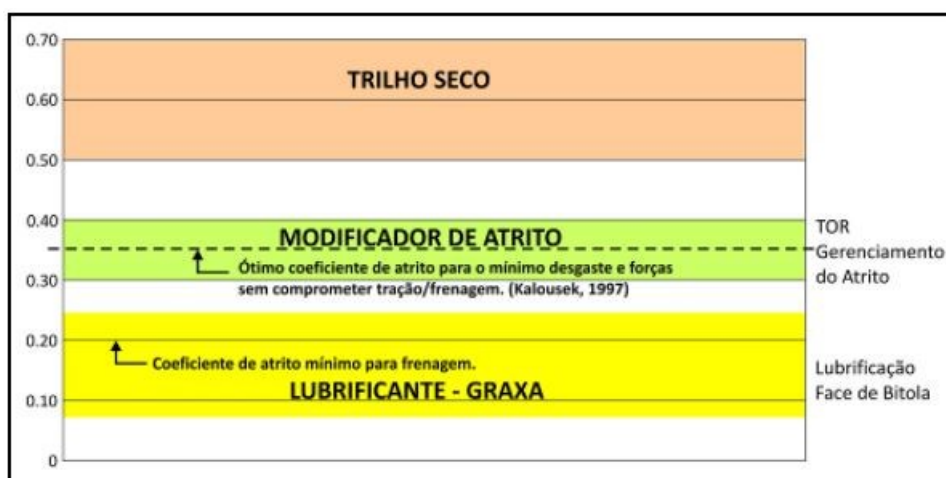 0.70
TRILHO SECO
0.60
0.50
0.40
TOR
MODIFICADOR DE ATRITO
Gerenciamento
Ótimo coeficiente de atrito para o mínimo desgaste e forças
do Atrito
sem comprometer tração/frenagem. (Kalousek, 1997)
0.30
0.20
Coeficiente de atrito mínimo para frenagem.
Lubrificação
LUBRIFICANTE - GRAXA
Face de Bitola
0.10
0